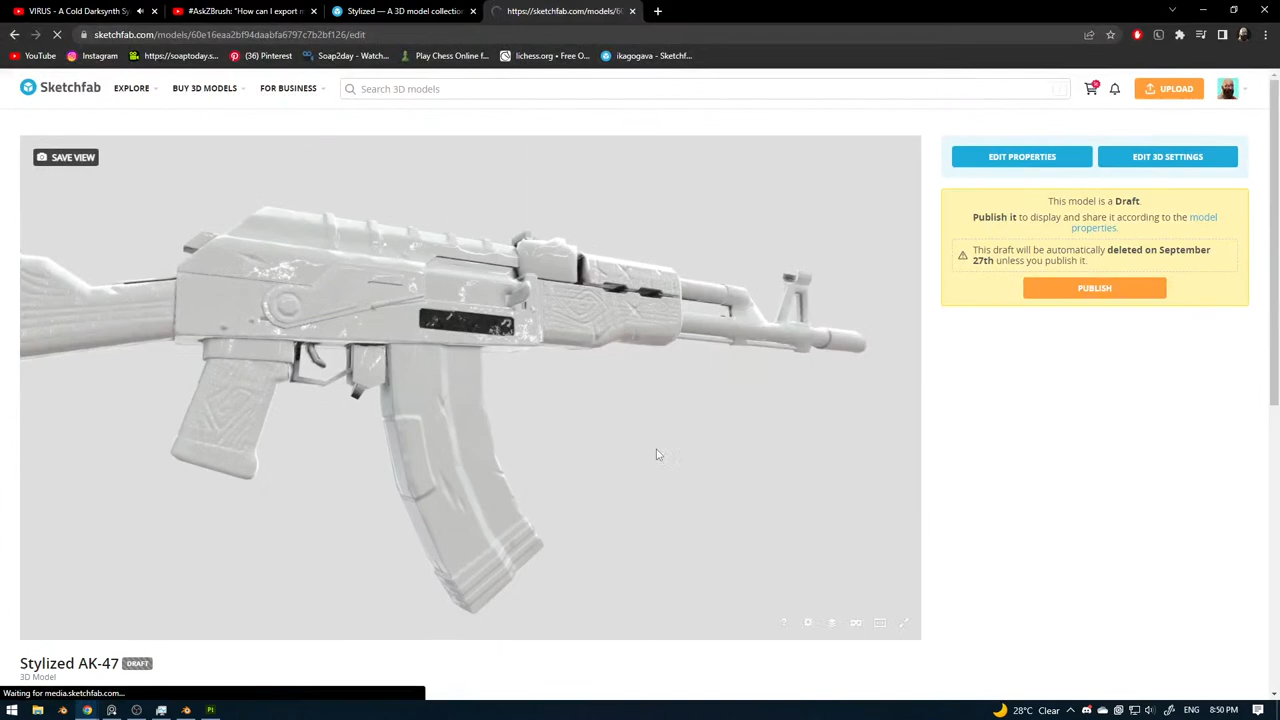 VIRUS - A Cold Darksynth Sy
#AskZBrush: "How can I export m
Stylized — A 3D model collection
https://sketchfab.com/models/60
sketchfab.com/models/60e16eaa2bf94daabfa6797c7b2bf126/edit
YouTube
Instagram
https://soaptoday.s...
(36) Pinterest
Soap2day - Watch...
Play Chess Online f...
lichess.org • Free O...
ikagogava - Sketchf...
Sketchfab
EXPLORE
BUY 3D MODELS
FOR BUSINESS
Search 3D models
UPLOAD
SAVE VIEW
EDIT PROPERTIES
EDIT 3D SETTINGS
This model is a Draft.
Publish it to display and share it according to the model
properties.
This draft will be automatically deleted on September
27th unless you publish it.
PUBLISH
Stylized AK-47 DRAFT
3D Model
Waiting for media.sketchfab.com...
28°C Clear
ENG
8:50 PM